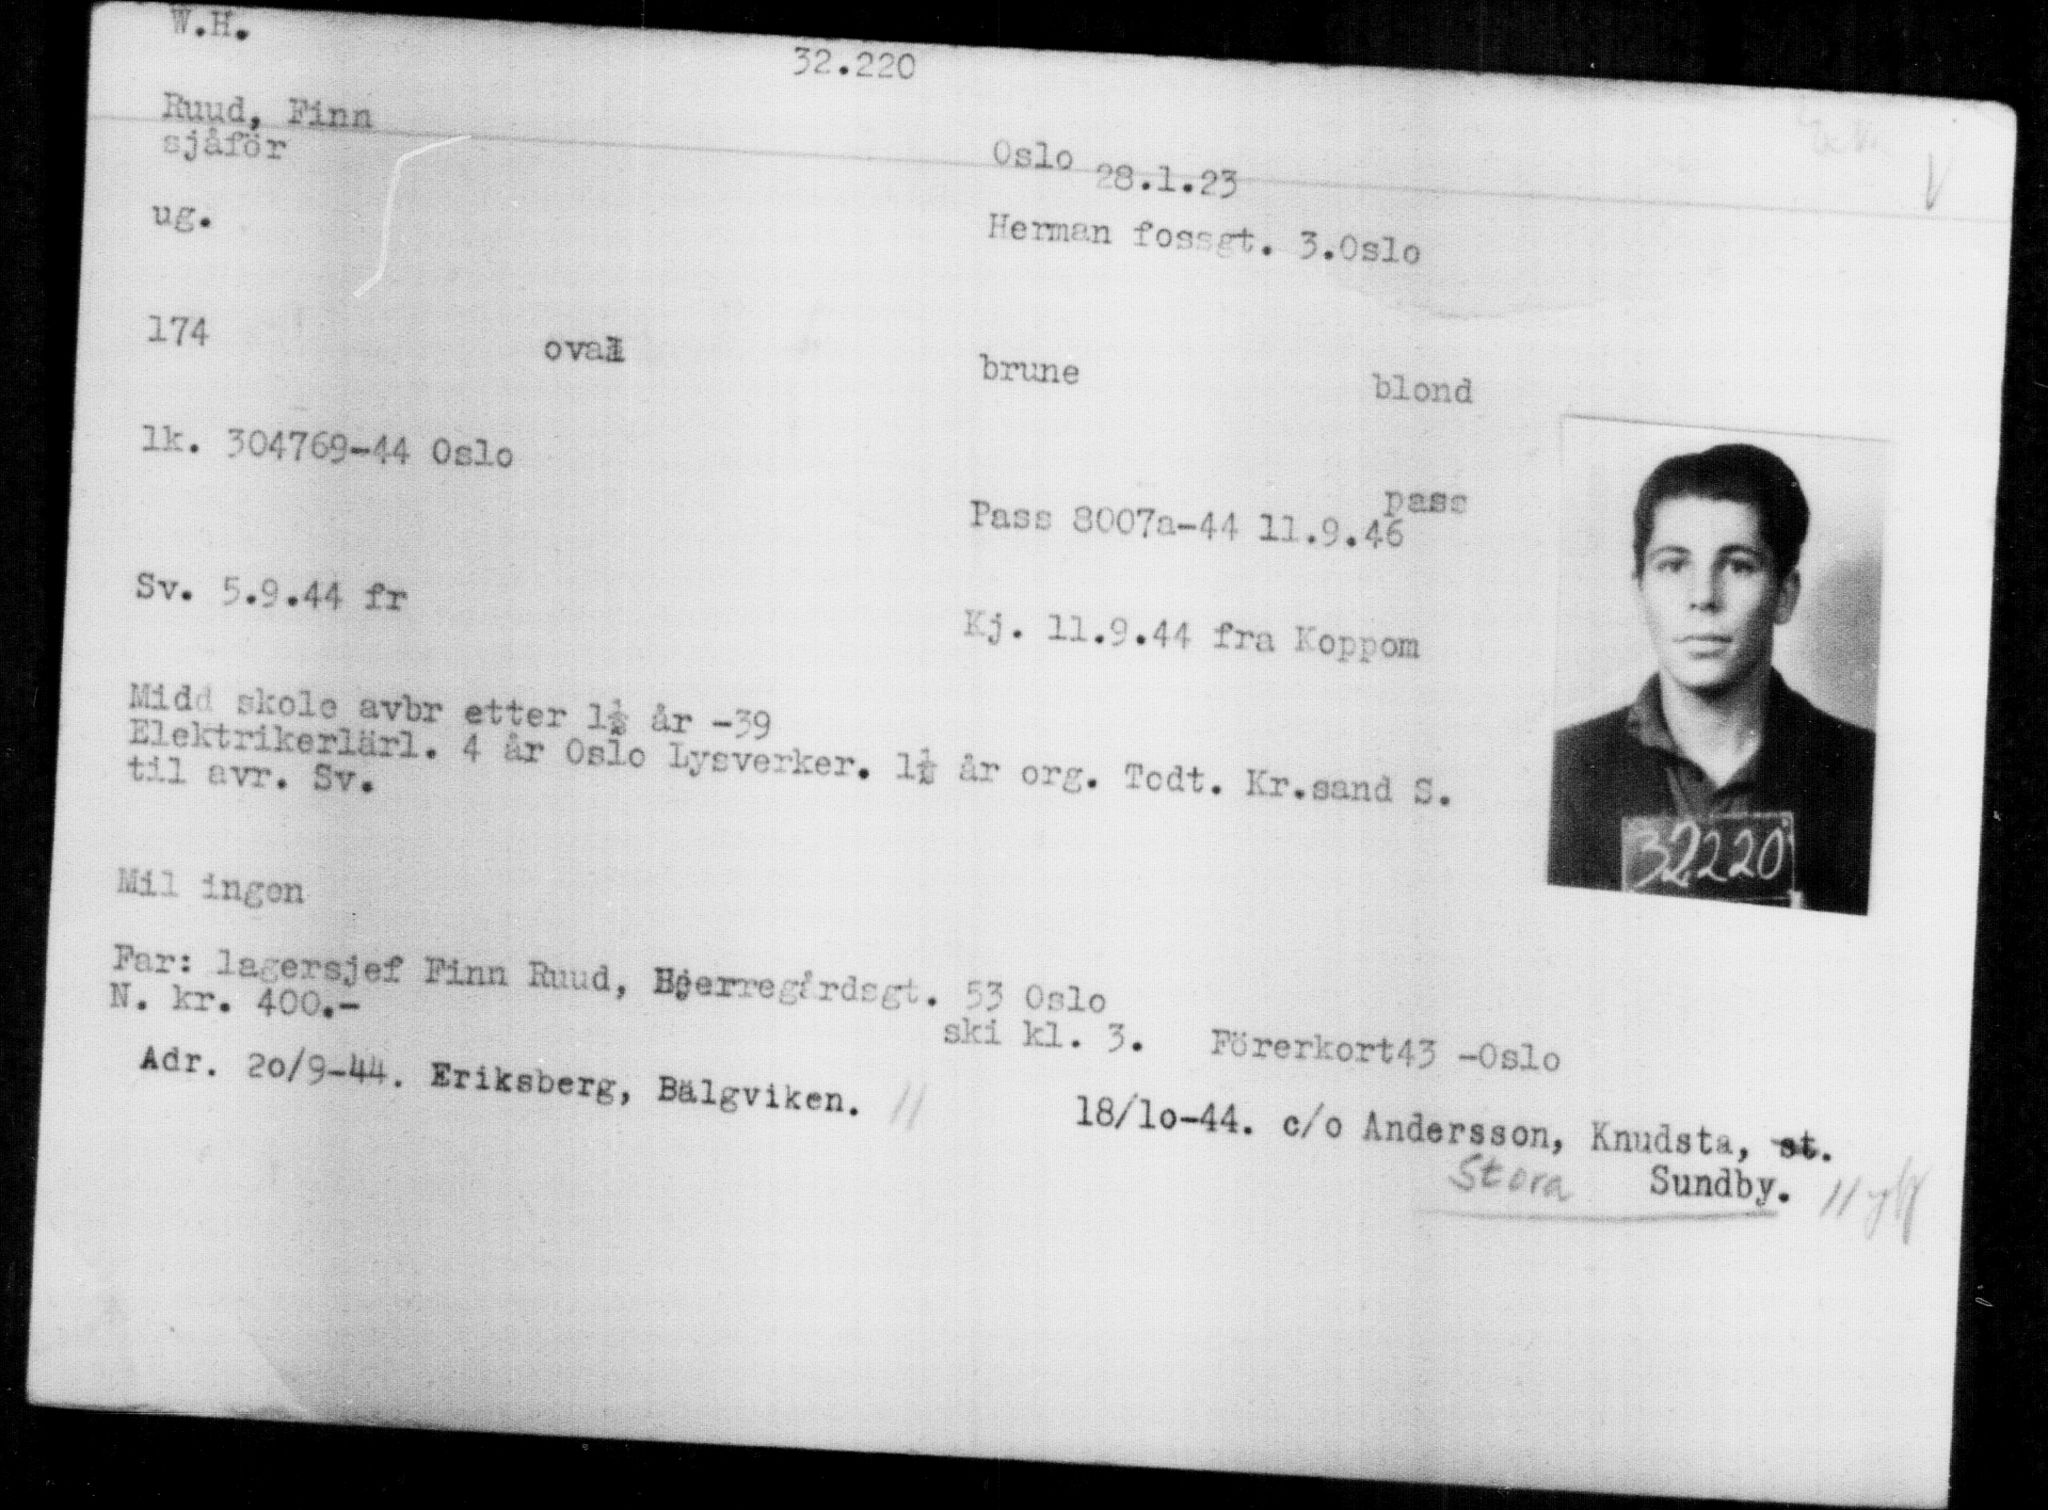 W.H.
32.220
Ruud, Finn
sjåför
Oslo 28.1.23
ug.
Herman fossgt. 3.Oslo
174 oval brune blond
lk. 304769-44 Oslo
pass
Pass 8007a-44 11.9.46
Sv. 5.9.44 fr
Kj. 11.9.44 fra Koppom
Midd skole avbr etter 1½ år -39
Elektrikerlärl. 4 år Oslo Lysverker. 1½ år org. Todt. Kr.sand S.
til avr. Sv.
32220
Mil ingen
Far: lagersjef Finn Ruud, Bjerregårdsgt. 53 Oslo
N. kr. 400.-
ski kl. 3. Förerkort43 -Oslo
Adr. 2o/9-44. Eriksberg, Bälgviken. //
18/1o-44. c/o Andersson, Knudsta, st.
Stora Sundby. //